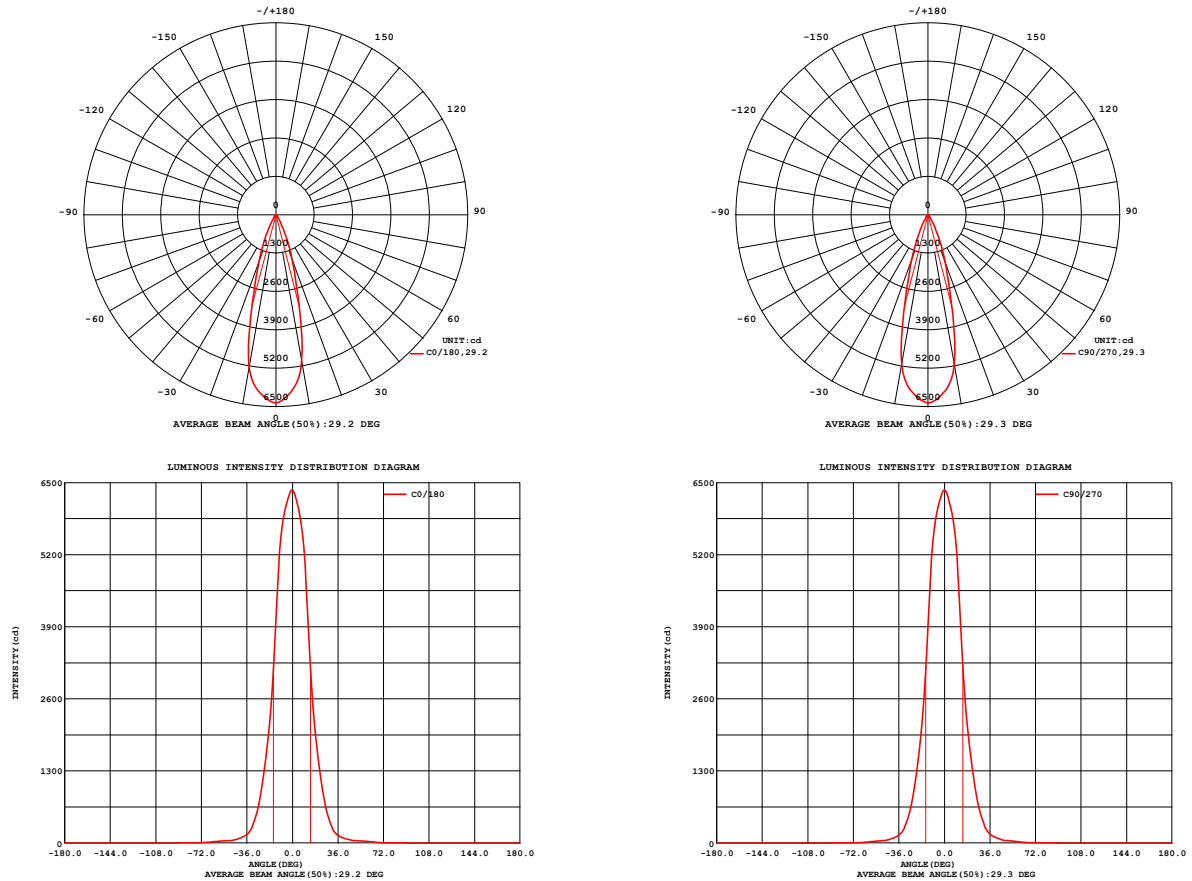 -/+180
-150 150
-120 120
-90 90
-60 60
-30 30
0
0
1300
2600
3900
5200
6500
UNIT:cd
C0/180,29.2
AVERAGE BEAM ANGLE(50%):29.2 DEG
-/+180
-150 150
-120 120
-90 90
-60 60
-30 30
0
0
1300
2600
3900
5200
6500
UNIT:cd
C90/270,29.3
AVERAGE BEAM ANGLE(50%):29.3 DEG
LUMINOUS INTENSITY DISTRIBUTION DIAGRAM
C0/180
INTENSITY(cd)
6500
5200
3900
2600
1300
0
-180.0 -144.0 -108.0 -72.0 -36.0 0.0 36.0 72.0 108.0 144.0 180.0
ANGLE(DEG)
AVERAGE BEAM ANGLE(50%):29.2 DEG
LUMINOUS INTENSITY DISTRIBUTION DIAGRAM
C90/270
INTENSITY(cd)
6500
5200
3900
2600
1300
0
-180.0 -144.0 -108.0 -72.0 -36.0 0.0 36.0 72.0 108.0 144.0 180.0
ANGLE(DEG)
AVERAGE BEAM ANGLE(50%):29.3 DEG